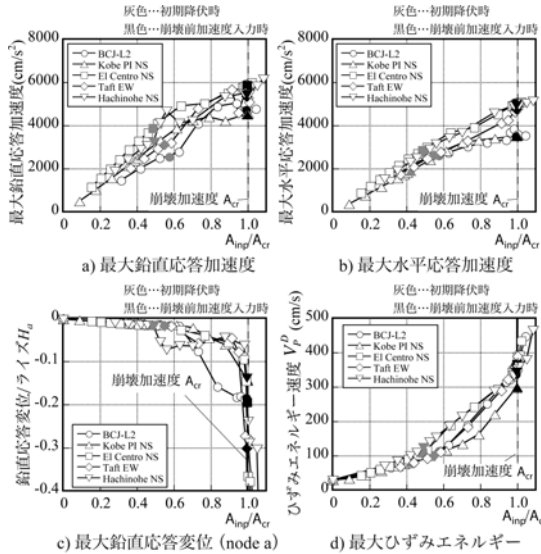 灰色…初期降伏時
黒色…崩壊前加速度入力時
最大鉛直応答加速度(cm/s²)
8000
6000
4000
2000
0
BCJ-L2
Kobe PI NS
El Centro NS
Taft EW
Hachinohe NS
崩壊加速度 Acr
0 0.2 0.4 0.6 0.8 1.0
Ainp/Acr
a) 最大鉛直応答加速度
灰色…初期降伏時
黒色…崩壊前加速度入力時
最大水平応答加速度(cm/s²)
8000
6000
4000
2000
0
BCJ-L2
Kobe PI NS
El Centro NS
Taft EW
Hachinohe NS
崩壊加速度 Acr
0 0.2 0.4 0.6 0.8 1.0
Ainp/Acr
b) 最大水平応答加速度
灰色…初期降伏時
黒色…崩壊前加速度入力時
鉛直応答変位/ライズHa
0
-0.1
-0.2
-0.3
-0.4
崩壊加速度 Acr
BCJ-L2
Kobe PI NS
El Centro NS
Taft EW
Hachinohe NS
0 0.2 0.4 0.6 0.8 1.0
Ainp/Acr
c) 最大鉛直応答変位 (node a)
灰色…初期降伏時
黒色…崩壊前加速度入力時
ひずみエネルギー速度 VpD (cm/s)
500
400
300
200
100
0
BCJ-L2
Kobe PI NS
El Centro NS
Taft EW
Hachinohe NS
崩壊加速度 Acr
0 0.2 0.4 0.6 0.8 1.0
Ainp/A
d) 最大ひずみエネルギー